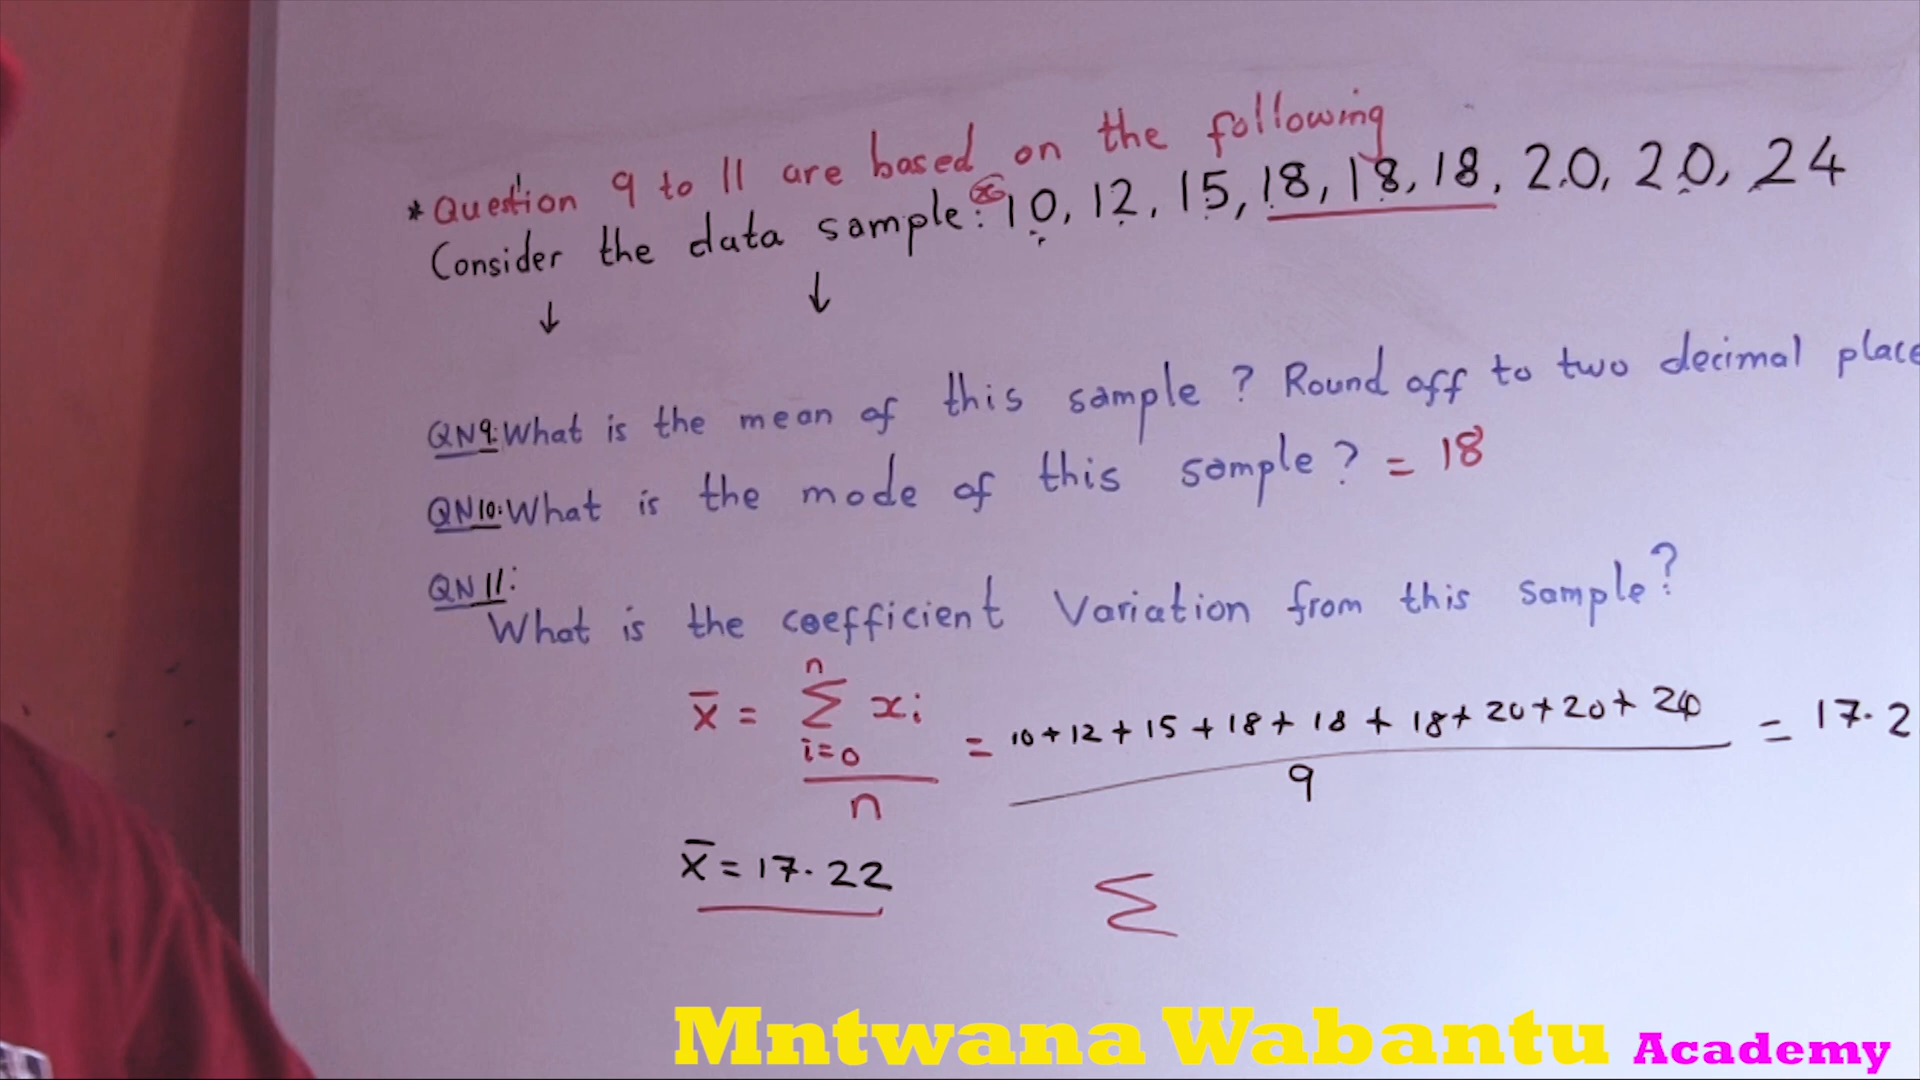 * Question 9 to 11 are based on the following
Consider the data sample: 10, 12, 15, 18, 18, 18, 20, 20, 24
↓ ↓
QN9: What is the mean of this sample? Round off to two decimal place
QN10: What is the mode of this sample? = 18
QN11:
What is the coefficient Variation from this sample?
x̄ = n Σ i=0 xi / n = 10+12+15+18+18+18+20+20+24 / 9 = 17.2
x̄ = 17.22
Σ
Mntwana Wabantu Academy